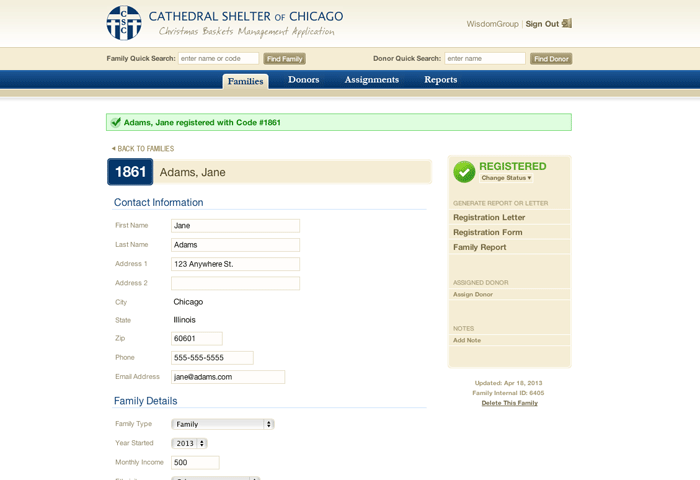 CSC
CATHEDRAL SHELTER OF CHICAGO
Christmas Baskets Management Application
WisdomGroup | Sign Out
Family Quick Search: enter name or code Find Family
Donor Quick Search: enter name Find Donor
Families Donors Assignments Reports
Adams, Jane registered with Code #1861
BACK TO FAMILIES
1861 Adams, Jane
Contact Information
First Name Jane
Last Name Adams
Address 1 123 Anywhere St.
Address 2
City Chicago
State Illinois
Zip 60601
Phone 555-555-5555
Email Address jane@adams.com
Family Details
Family Type Family
Year Started 2013
Monthly Income 500
REGISTERED
Change Status
GENERATE REPORT OR LETTER
Registration Letter
Registration Form
Family Report
ASSIGNED DONOR
Assign Donor
NOTES
Add Note
Updated: Apr 18, 2013
Family Internal ID: 6405
Delete This Family